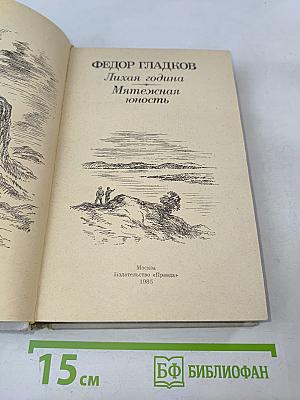 ФЕДОР ГЛАДКОВ
Лихая година
Мятежная
юность
Москва
Издательство «Правда»
1985
15 см
БФ БИБЛИОФАН